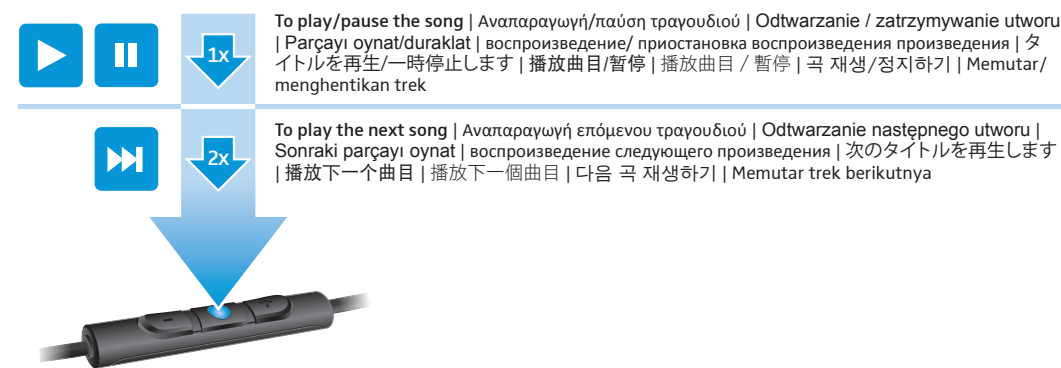 1x
To play/pause the song | Αναπαραγωγή/παύση τραγουδιού | Odtwarzanie / zatrzymywanie utworu
| Parçayı oynat/duraklat | воспроизведение/ приостановка воспроизведения произведения | タ
イトルを再生/一時停止します | 播放曲目/暂停 | 播放曲目 / 暫停 | 곡 재생/정지하기 | Memutar/
menghentikan trek
2x
To play the next song | Αναπαραγωγή επόμενου τραγουδιού | Odtwarzanie następnego utworu |
Sonraki parçayı oynat | воспроизведение следующего произведения | 次のタイトルを再生します
| 播放下一个曲目 | 播放下一個曲目 | 다음 곡 재생하기 | Memutar trek berikutnya